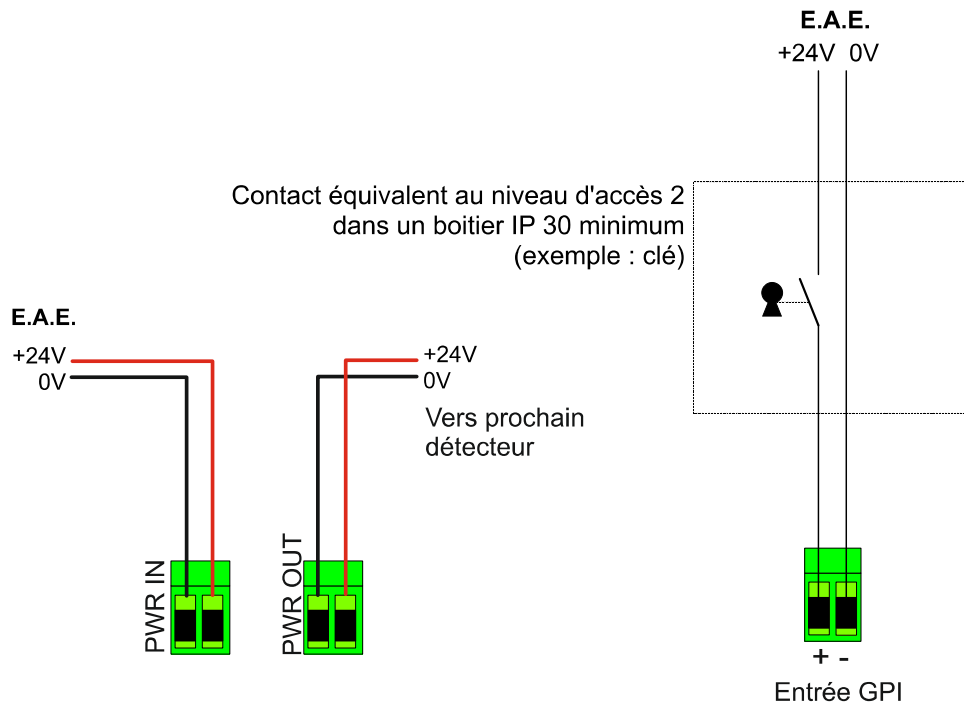 E.A.E.
+24V 0V
Contact équivalent au niveau d'accès 2
dans un boitier IP 30 minimum
(exemple : clé)
E.A.E.
+24V
0V
+24V
0V
Vers prochain
détecteur
PWR IN
PWR OUT
+ -
Entrée GPI